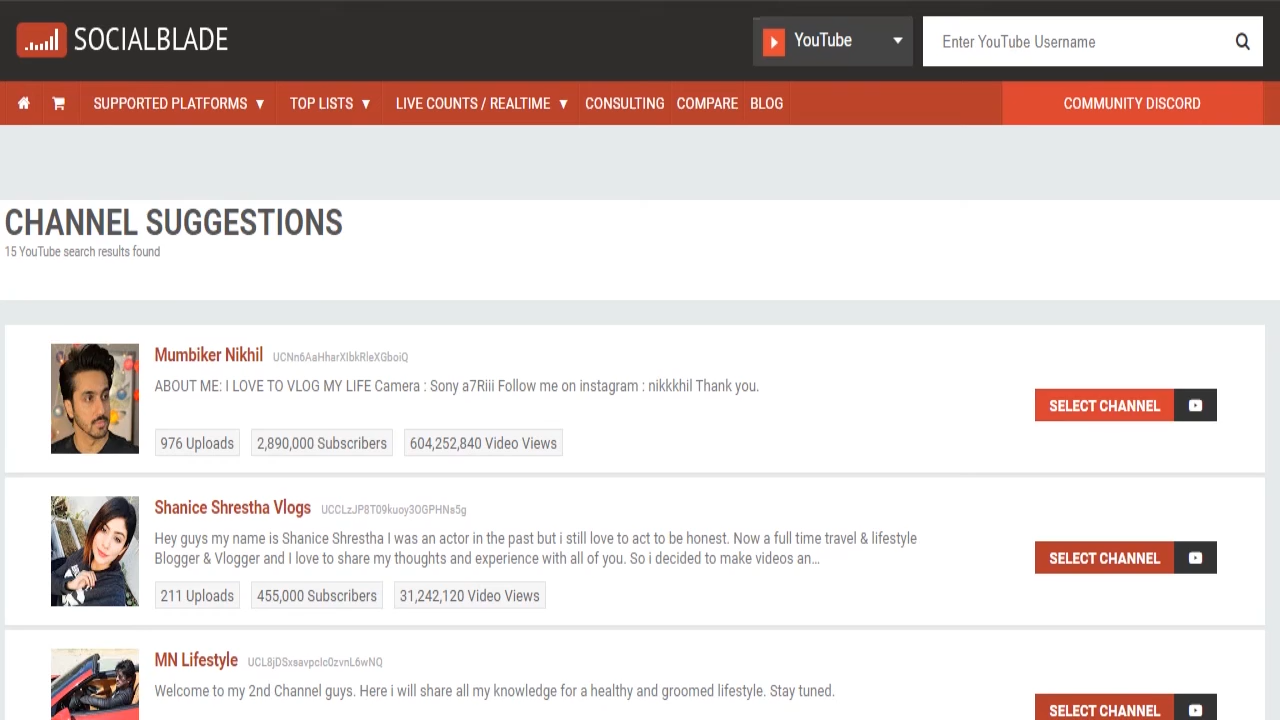 SOCIALBLADE
YouTube
Enter YouTube Username
SUPPORTED PLATFORMS ▼
TOP LISTS ▼
LIVE COUNTS / REALTIME ▼
CONSULTING
COMPARE
BLOG
COMMUNITY DISCORD
CHANNEL SUGGESTIONS
15 YouTube search results found
Mumbiker Nikhil UCNn6AaHharXIbkRleXGboiQ
ABOUT ME: I LOVE TO VLOG MY LIFE Camera : Sony a7Riii Follow me on instagram : nikkkhil Thank you.
SELECT CHANNEL
976 Uploads 2,890,000 Subscribers 604,252,840 Video Views
Shanice Shrestha Vlogs UCCLzJP8T09kuoy3OGPHNs5g
Hey guys my name is Shanice Shrestha I was an actor in the past but i still love to act to be honest. Now a full time travel & lifestyle
Blogger & Vlogger and I love to share my thoughts and experience with all of you. So i decided to make videos an...
SELECT CHANNEL
211 Uploads 455,000 Subscribers 31,242,120 Video Views
MN Lifestyle UCL8jDSxsavpcIc0zvnL6wNQ
Welcome to my 2nd Channel guys. Here i will share all my knowledge for a healthy and groomed lifestyle. Stay tuned.
SELECT CHANNEL